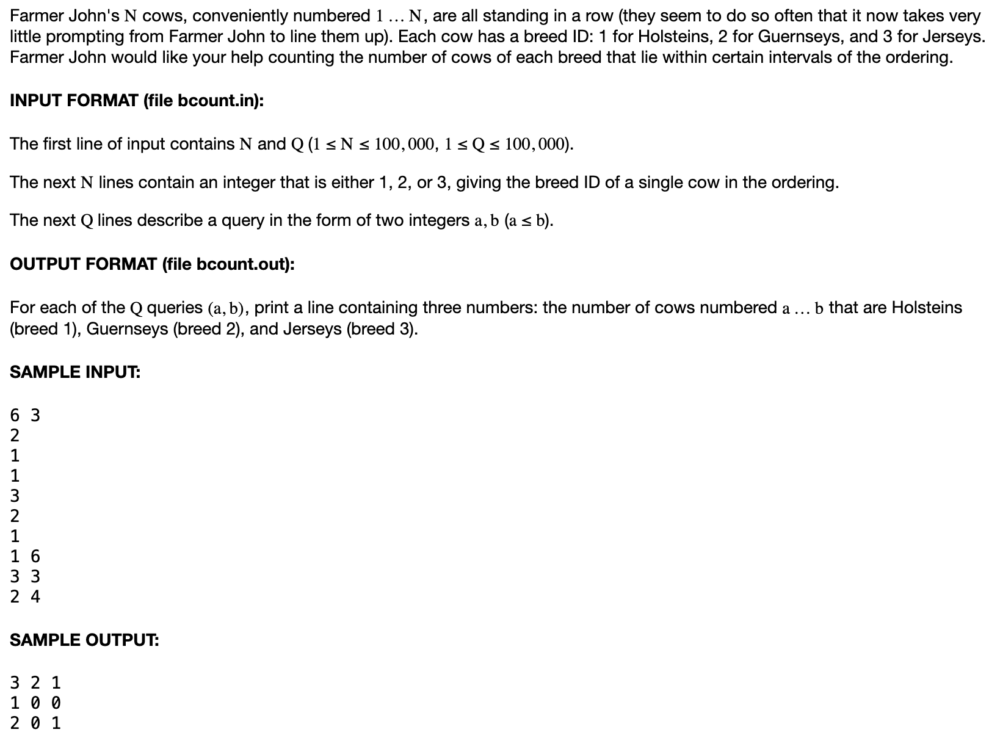 Farmer John's N cows, conveniently numbered 1 … N, are all standing in a row (they seem to do so often that it now takes very
little prompting from Farmer John to line them up). Each cow has a breed ID: 1 for Holsteins, 2 for Guernseys, and 3 for Jerseys.
Farmer John would like your help counting the number of cows of each breed that lie within certain intervals of the ordering.
INPUT FORMAT (file bcount.in):
The first line of input contains N and Q (1 ≤ N ≤ 100,000, 1 ≤ Q ≤ 100,000).
The next N lines contain an integer that is either 1, 2, or 3, giving the breed ID of a single cow in the ordering.
The next Q lines describe a query in the form of two integers a, b (a ≤ b).
OUTPUT FORMAT (file bcount.out):
For each of the Q queries (a, b), print a line containing three numbers: the number of cows numbered a … b that are Holsteins
(breed 1), Guernseys (breed 2), and Jerseys (breed 3).
SAMPLE INPUT:
6 3
2
1
1
3
2
1
1 6
3 3
2 4
SAMPLE OUTPUT:
3 2 1
1 0 0
2 0 1